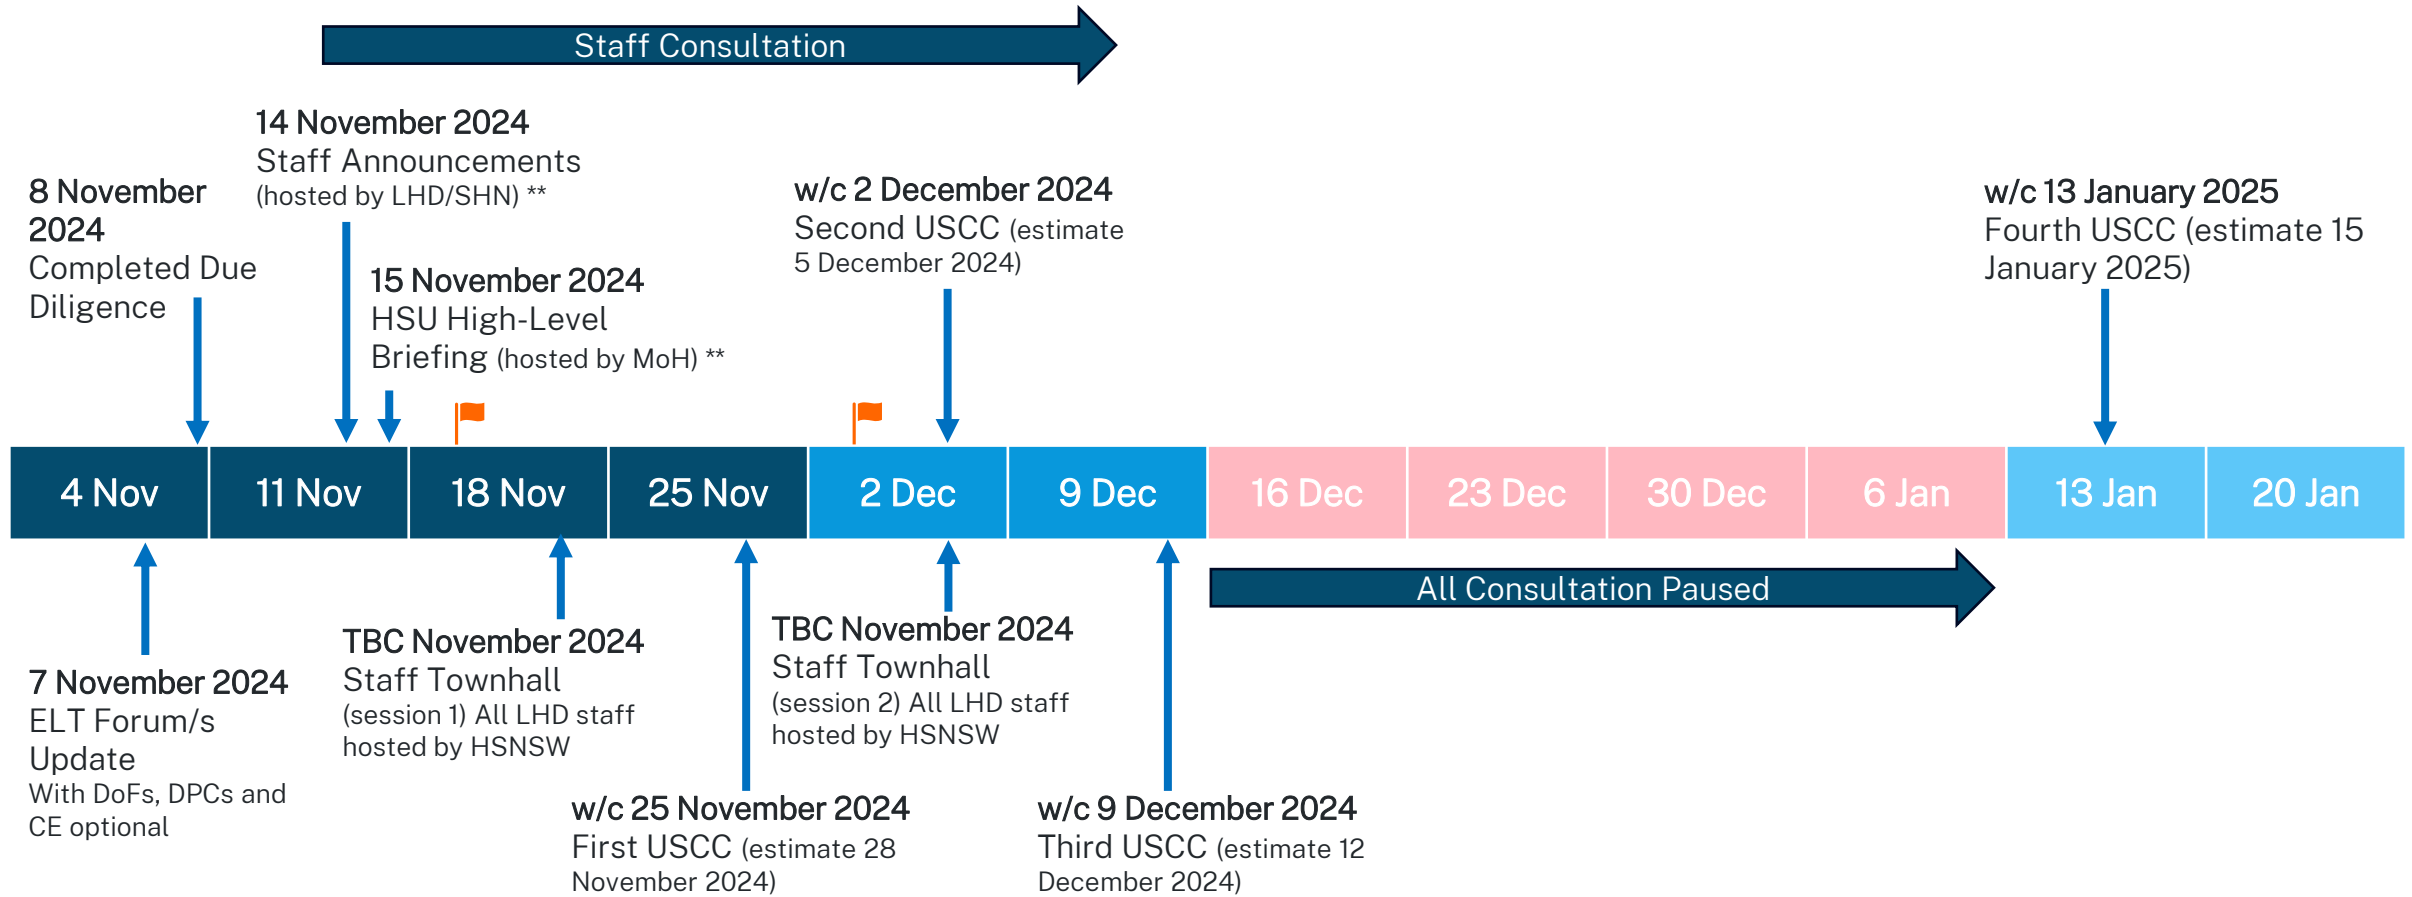 Staff Consultation
14 November 2024
Staff Announcements
(hosted by LHD/SHN) **
8 November
2024
Completed Due
Diligence
15 November 2024
HSU High-Level
Briefing (hosted by MoH) **
w/c 2 December 2024
Second USCC (estimate
5 December 2024)
w/c 13 January 2025
Fourth USCC (estimate 15
January 2025)
4 Nov
11 Nov
18 Nov
25 Nov
2 Dec
9 Dec
16 Dec
23 Dec
30 Dec
6 Jan
13 Jan
20 Jan
All Consultation Paused
7 November 2024
ELT Forum/s
Update
With DoFs, DPCs and
CE optional
TBC November 2024
Staff Townhall
(session 1) All LHD staff
hosted by HSNSW
w/c 25 November 2024
First USCC (estimate 28
November 2024)
TBC November 2024
Staff Townhall
(session 2) All LHD staff
hosted by HSNSW
w/c 9 December 2024
Third USCC (estimate 12
December 2024)